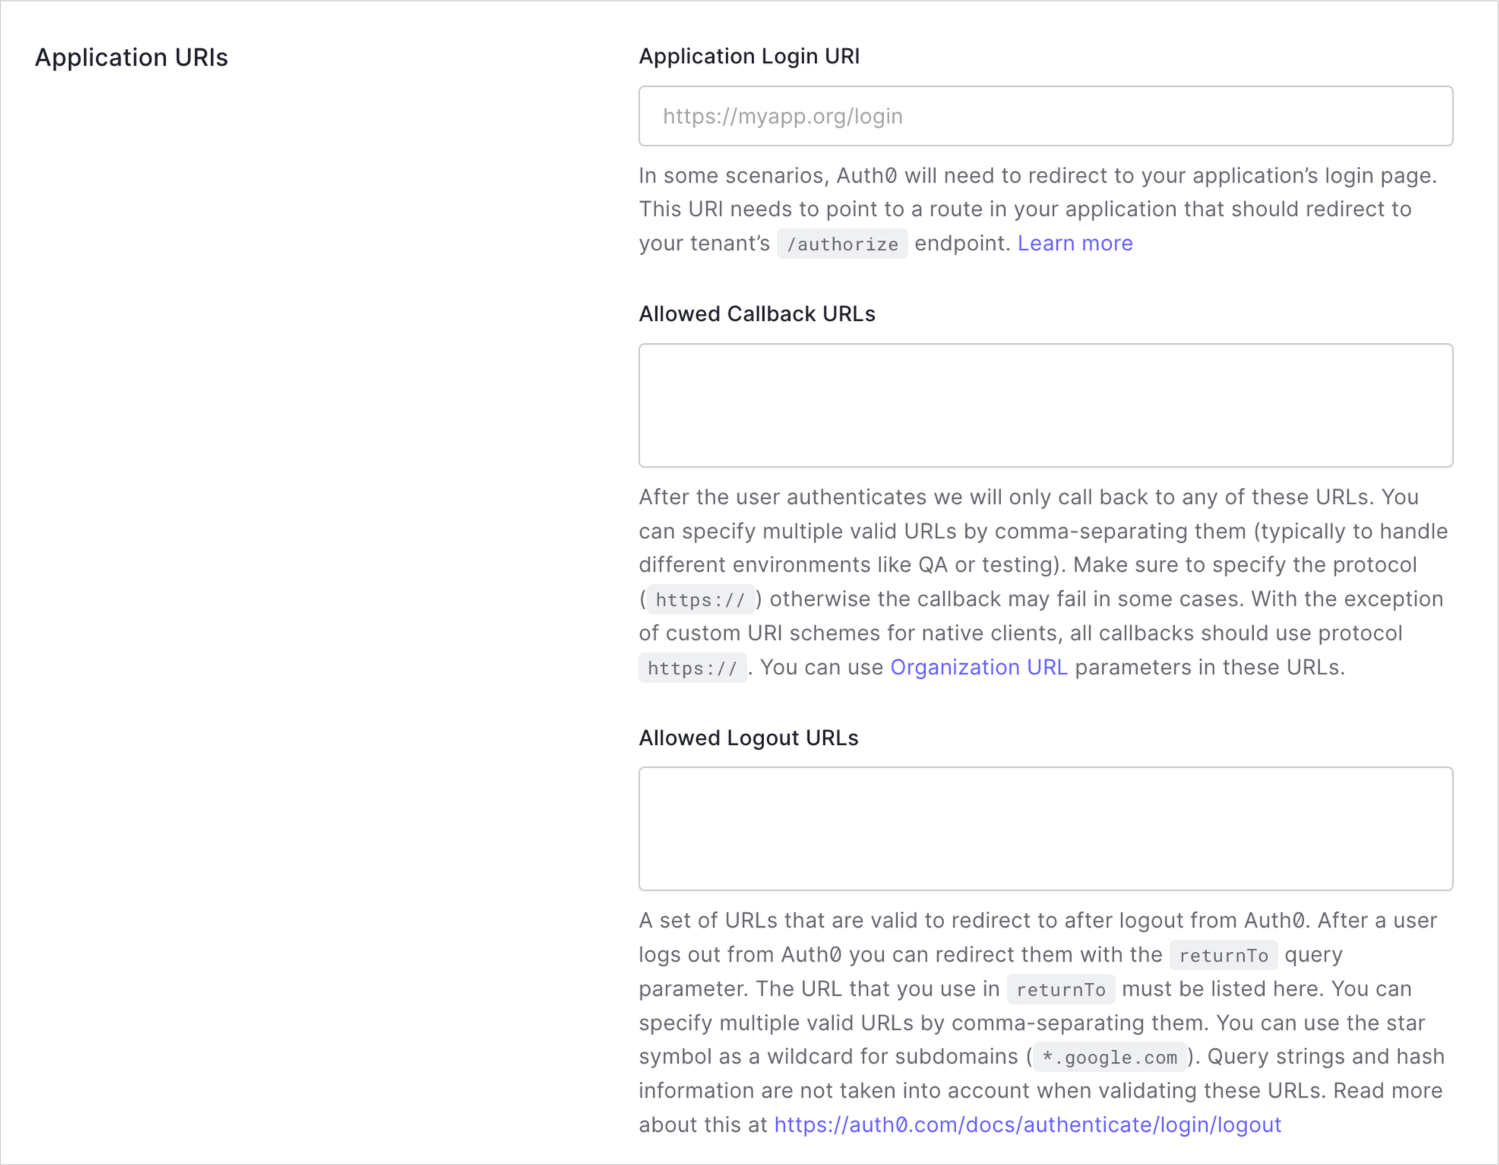 Application URIs
Application Login URI
https://myapp.org/login
In some scenarios, Auth0 will need to redirect to your application’s login page.
This URI needs to point to a route in your application that should redirect to
your tenant’s /authorize endpoint. Learn more
Allowed Callback URLs
After the user authenticates we will only call back to any of these URLs. You
can specify multiple valid URLs by comma-separating them (typically to handle
different environments like QA or testing). Make sure to specify the protocol
( https:// ) otherwise the callback may fail in some cases. With the exception
of custom URI schemes for native clients, all callbacks should use protocol
https:// . You can use Organization URL parameters in these URLs.
Allowed Logout URLs
A set of URLs that are valid to redirect to after logout from Auth0. After a user
logs out from Auth0 you can redirect them with the returnTo query
parameter. The URL that you use in returnTo must be listed here. You can
specify multiple valid URLs by comma-separating them. You can use the star
symbol as a wildcard for subdomains ( *.google.com ). Query strings and hash
information are not taken into account when validating these URLs. Read more
about this at https://auth0.com/docs/authenticate/login/logout